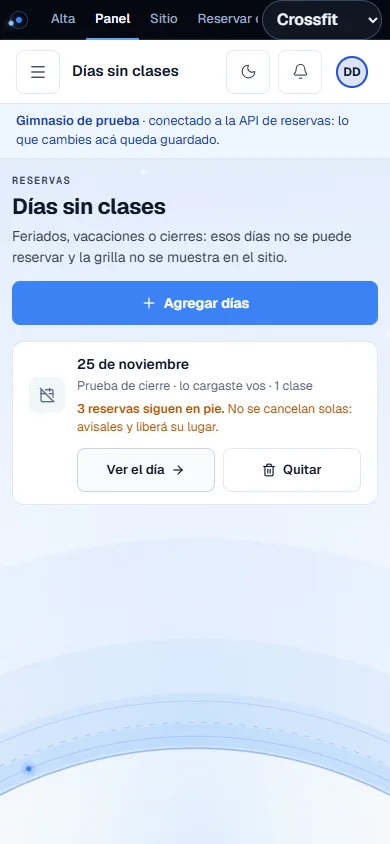 Alta Panel Sitio Reservar Crossfit
Días sin clases DD
Gimnasio de prueba · conectado a la API de reservas: lo
que cambies acá queda guardado.
RESERVAS
Días sin clases
Feriados, vacaciones o cierres: esos días no se puede
reservar y la grilla no se muestra en el sitio.
Agregar días
25 de noviembre
Prueba de cierre · lo cargaste vos · 1 clase
3 reservas siguen en pie. No se cancelan solas:
avisales y liberá su lugar.
Ver el día → Quitar